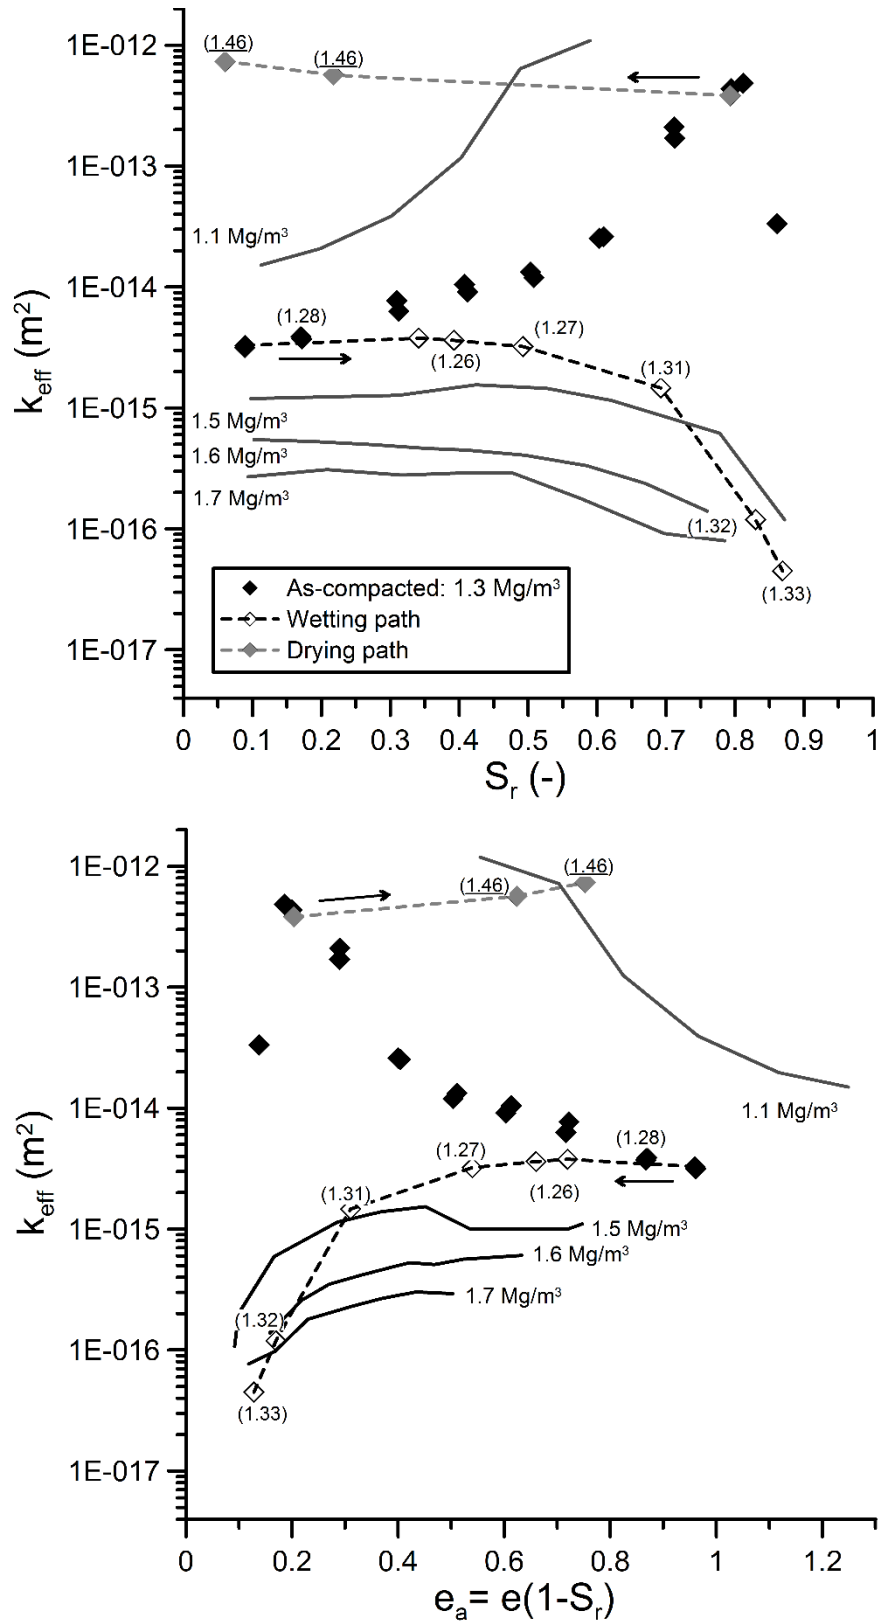 1E-012
1E-013
1E-014
1E-015
1E-016
1E-017
k_eff (m²)
(1.46)
(1.46)
1.1 Mg/m³
(1.28)
(1.26)
(1.27)
(1.31)
1.5 Mg/m³
1.6 Mg/m³
1.7 Mg/m³
(1.32)
(1.33)
As-compacted: 1.3 Mg/m³
Wetting path
Drying path
0 0.1 0.2 0.3 0.4 0.5 0.6 0.7 0.8 0.9 1
S_r (-)
1E-012
1E-013
1E-014
1E-015
1E-016
1E-017
k_eff (m²)
(1.46)
(1.46)
1.1 Mg/m³
(1.28)
(1.27)
(1.26)
(1.31)
1.5 Mg/m³
1.6 Mg/m³
1.7 Mg/m³
(1.32)
(1.33)
0 0.2 0.4 0.6 0.8 1 1.2
e_a= e(1-S_r)